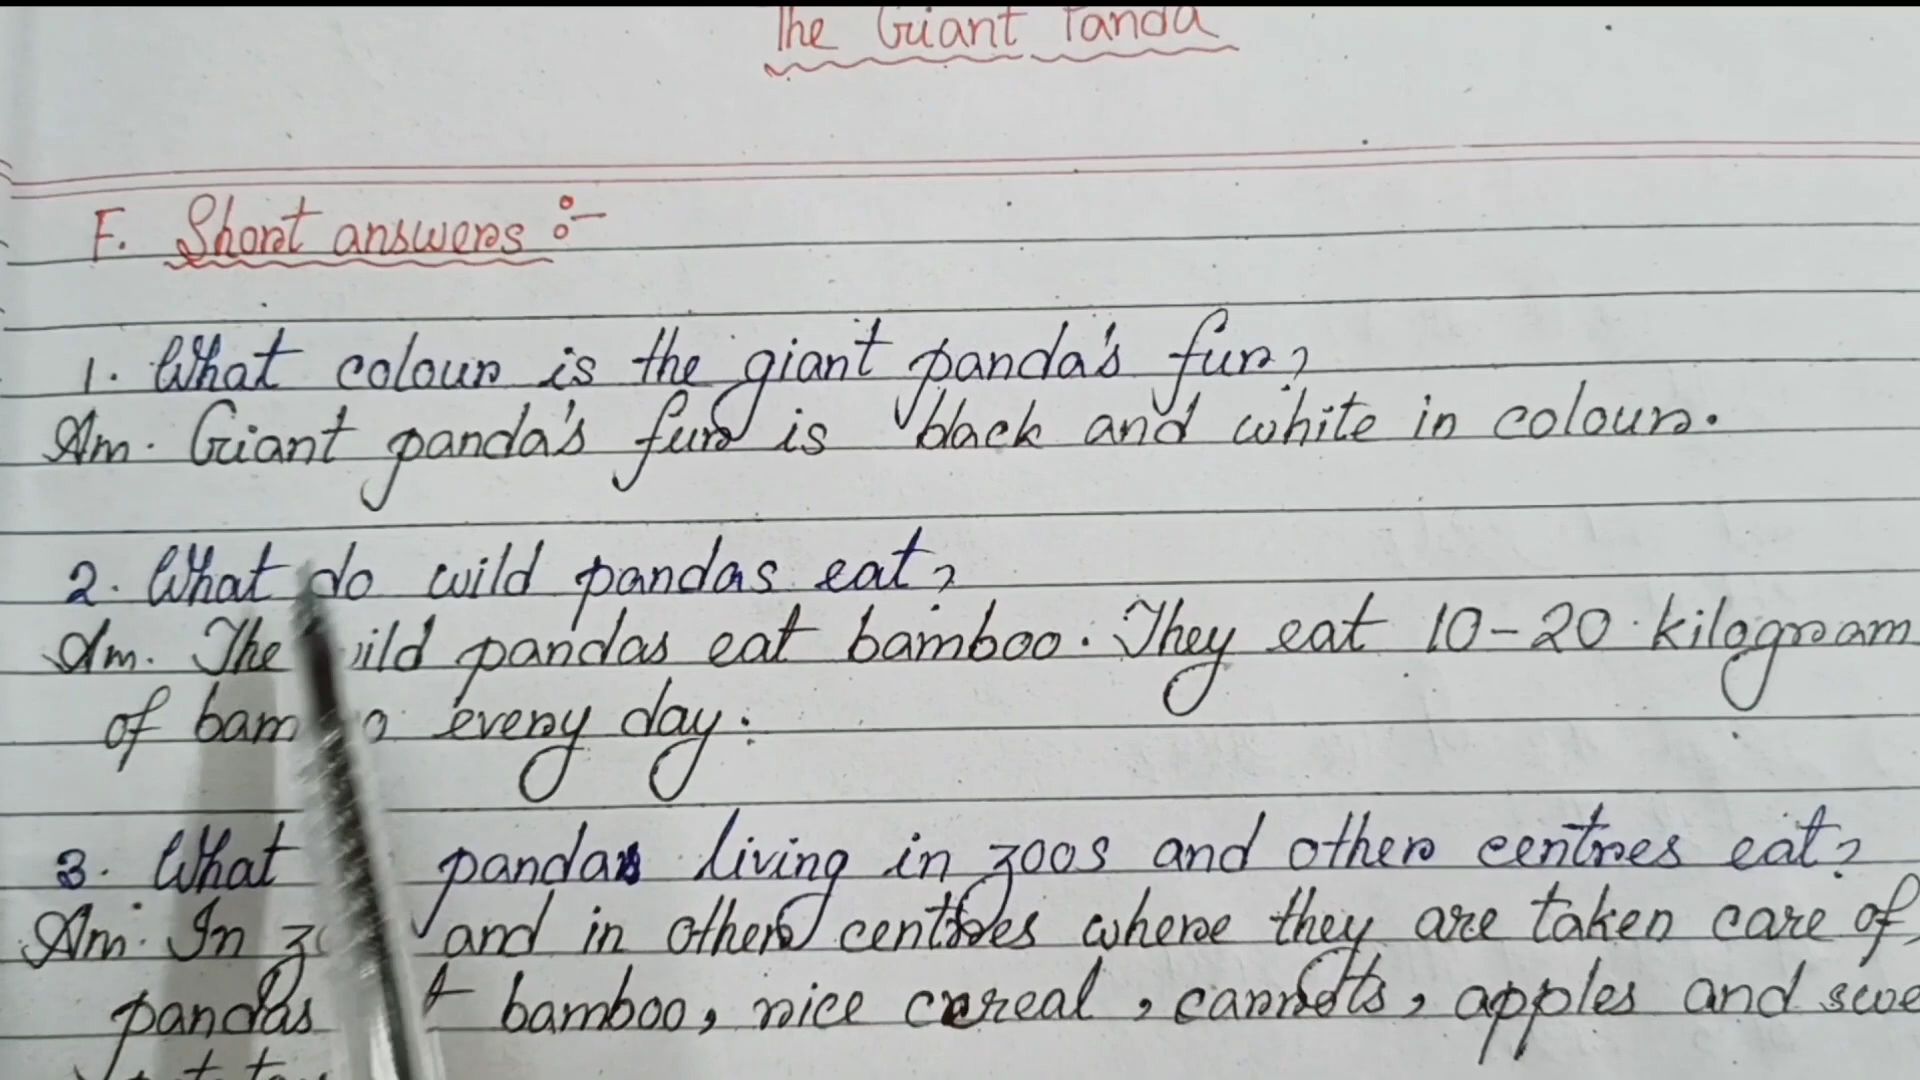 The Giant Panda
F. Short answers :-
1. What colour is the giant panda's fur?
Ans. Giant panda's fur is black and white in colour.
2. What do wild pandas eat?
Ans. The wild pandas eat bamboo. They eat 10-20 kilogram
of bamboo every day.
3. What pandas living in zoos and other centres eat?
Ans. In and in other centres where they are taken care of,
pandas bamboo, rice cereal, carrots, apples and